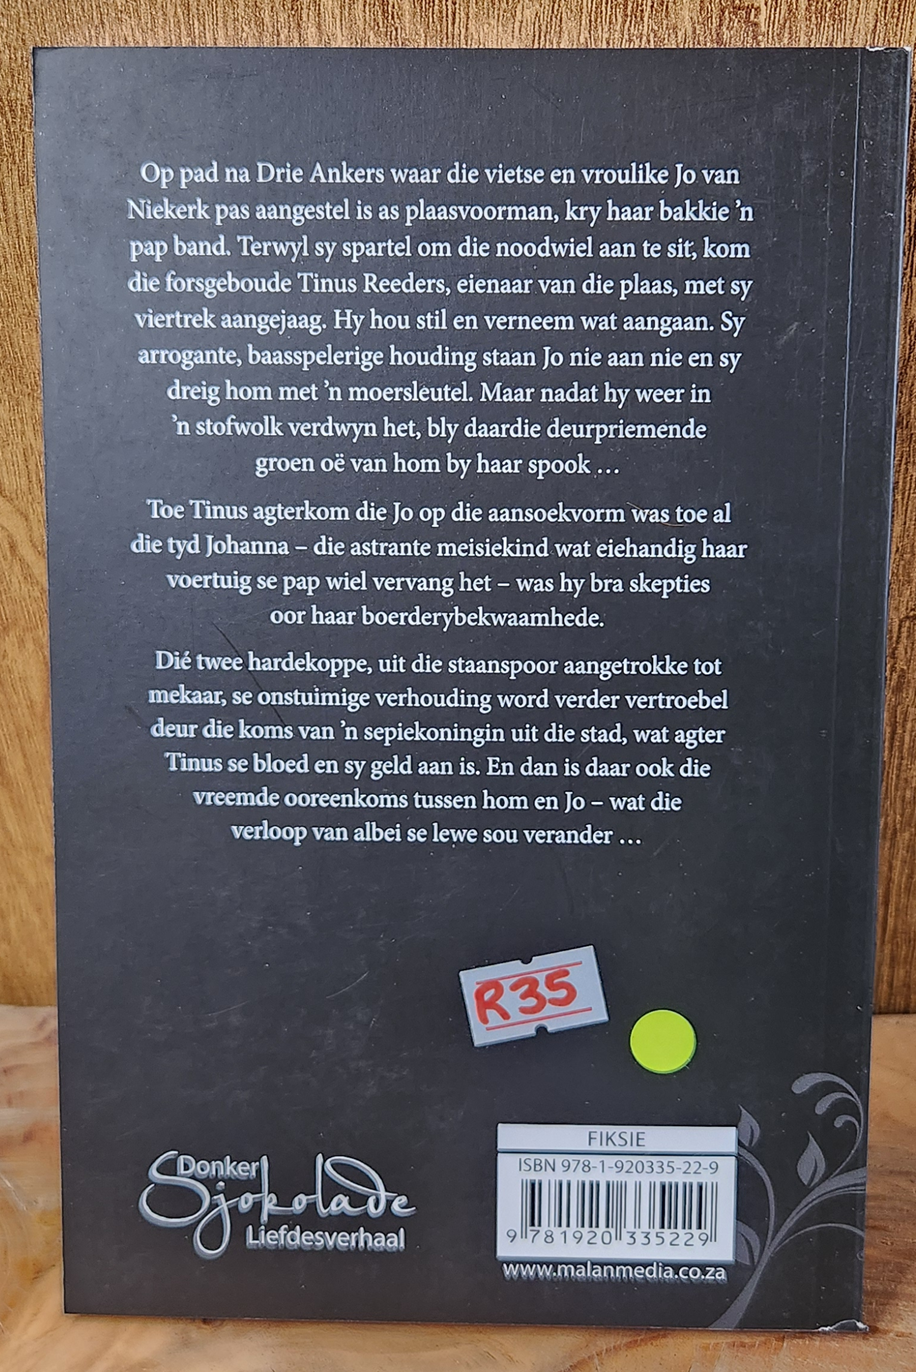 Op pad na Drie Ankers waar die vietse en vroulike Jo van
Niekerk pas aangestel is as plaasvoorman, kry haar bakkie ’n
pap band. Terwyl sy spartel om die noodwiel aan te sit, kom
die forsgeboude Tinus Reeders, eienaar van die plaas, met sy
viertrek aangejaag. Hy hou stil en verneem wat aangaan. Sy
arrogante, baasspelerige houding staan Jo nie aan nie en sy
dreig hom met ’n moersleutel. Maar nadat hy weer in
’n stofwolk verdwyn het, bly daardie deurpriemende
groen oë van hom by haar spook ...
Toe Tinus agterkom die Jo op die aansoekvorm was toe al
die tyd Johanna – die astrante meisiekind wat eiehandig haar
voertuig se pap wiel vervang het – was hy bra skepties
oor haar boerderybekwaamhede.
Dié twee hardekoppe, uit die staanspoor aangetrokke tot
mekaar, se onstuimige verhouding word verder vertroebel
deur die koms van ’n sepiekoningin uit die stad, wat agter
Tinus se bloed en sy geld aan is. En dan is daar ook die
vreemde ooreenkoms tussen hom en Jo – wat die
verloop van albei se lewe sou verander ...
R35
Donker
Sjokolade
Liefdesverhaal
FIKSIE
ISBN 978-1-920335-22-9
9 781920 335229
www.malanmedia.co.za